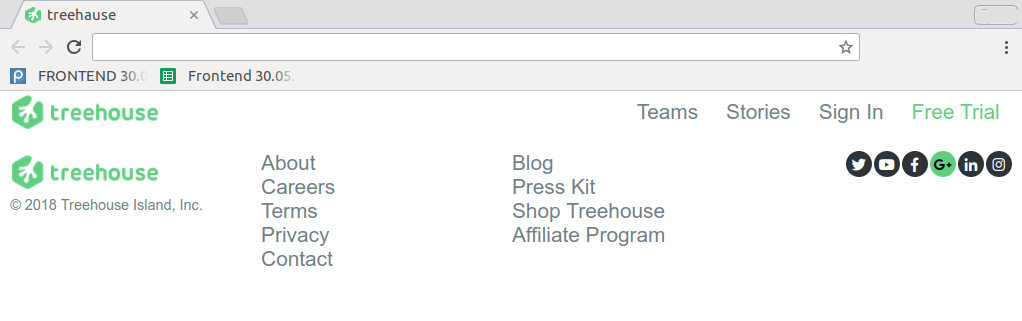 treehause
FRONTEND 30.0
Frontend 30.05.
treehouse Teams Stories Sign In Free Trial
treehouse
© 2018 Treehouse Island, Inc.
About
Careers
Terms
Privacy
Contact
Blog
Press Kit
Shop Treehouse
Affiliate Program
G+
in